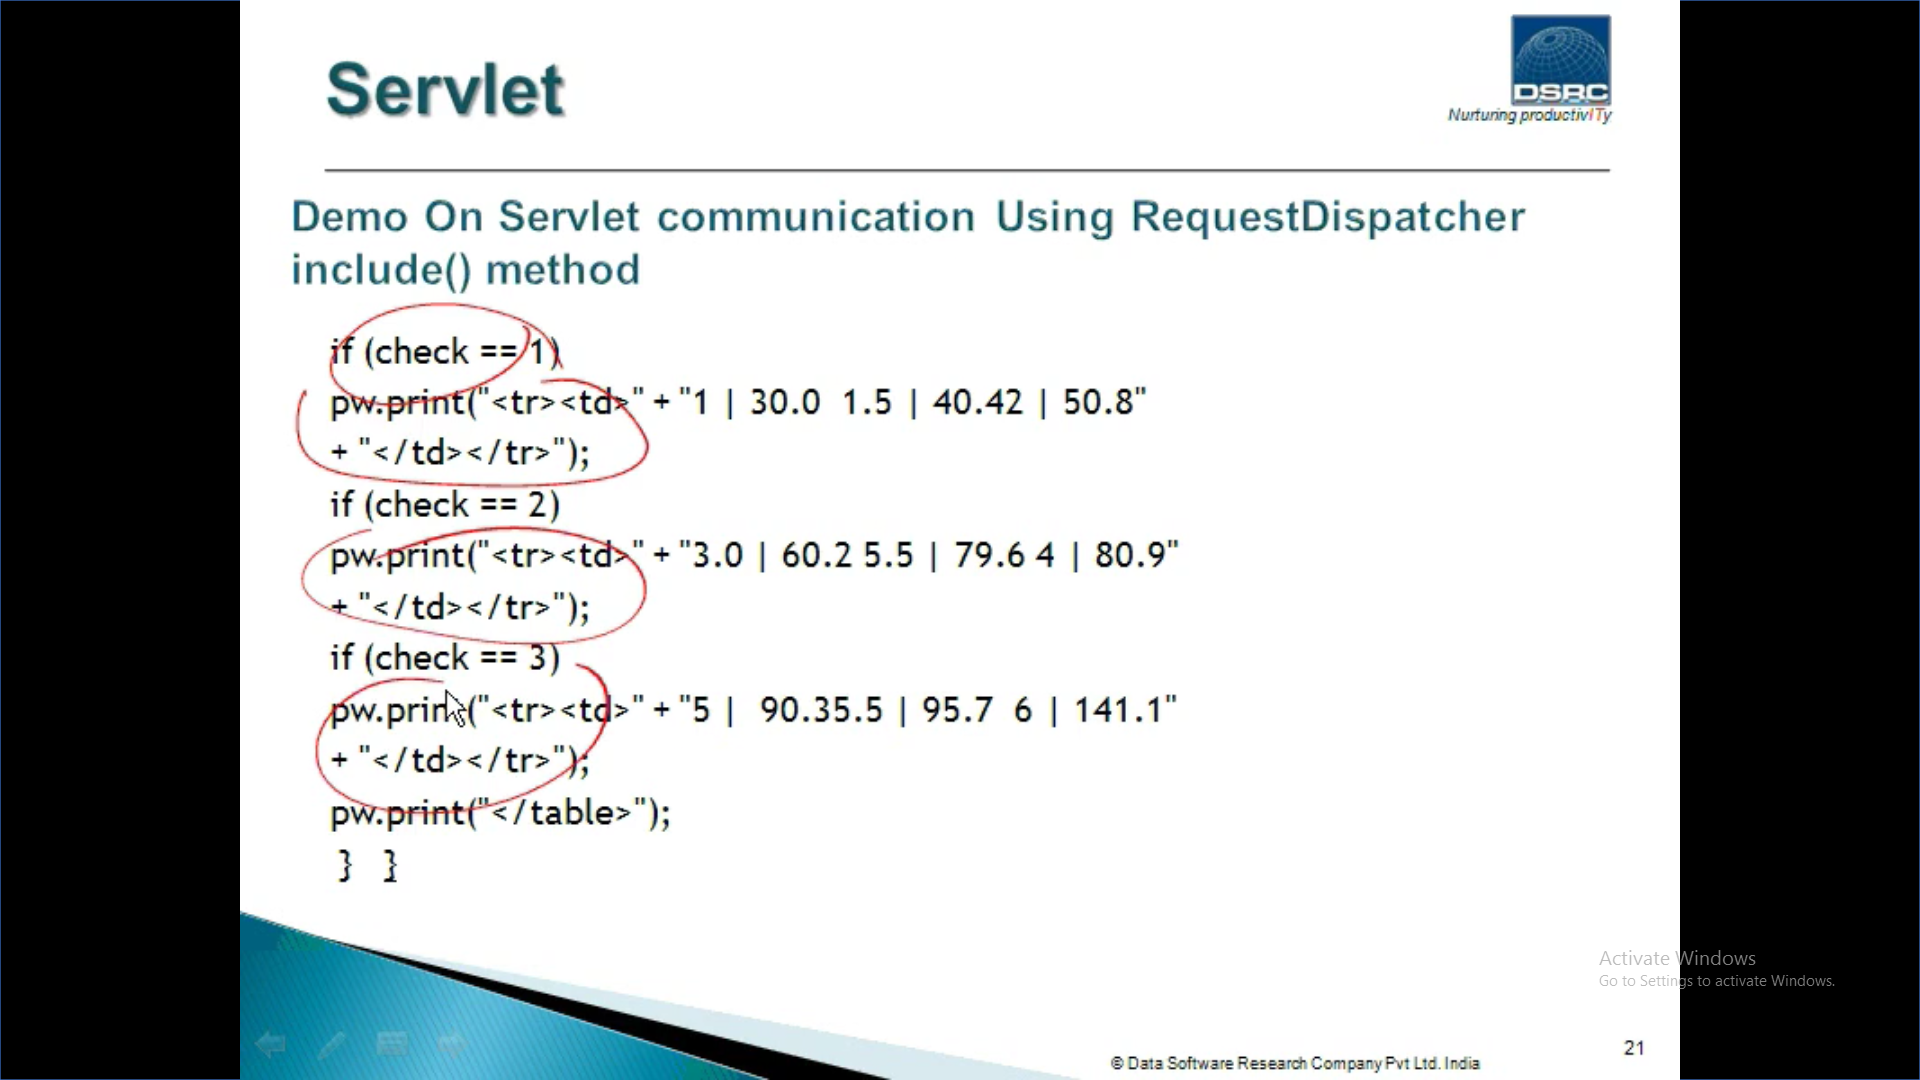 Servlet
DSRC
Nurturing productivITy
Demo On Servlet communication Using RequestDispatcher
include() method
if (check == 1)
pw.print("<tr><td>" + "1 | 30.0 1.5 | 40.42 | 50.8"
+ "</td></tr>");
if (check == 2)
pw.print("<tr><td>" + "3.0 | 60.2 5.5 | 79.6 4 | 80.9"
+ "</td></tr>");
if (check == 3)
pw.print("<tr><td>" + "5 | 90.35.5 | 95.7 6 | 141.1"
+ "</td></tr>");
pw.print("</table>");
} }
Activate Windows
Go to Settings to activate Windows.
21
© Data Software Research Company Pvt Ltd. India